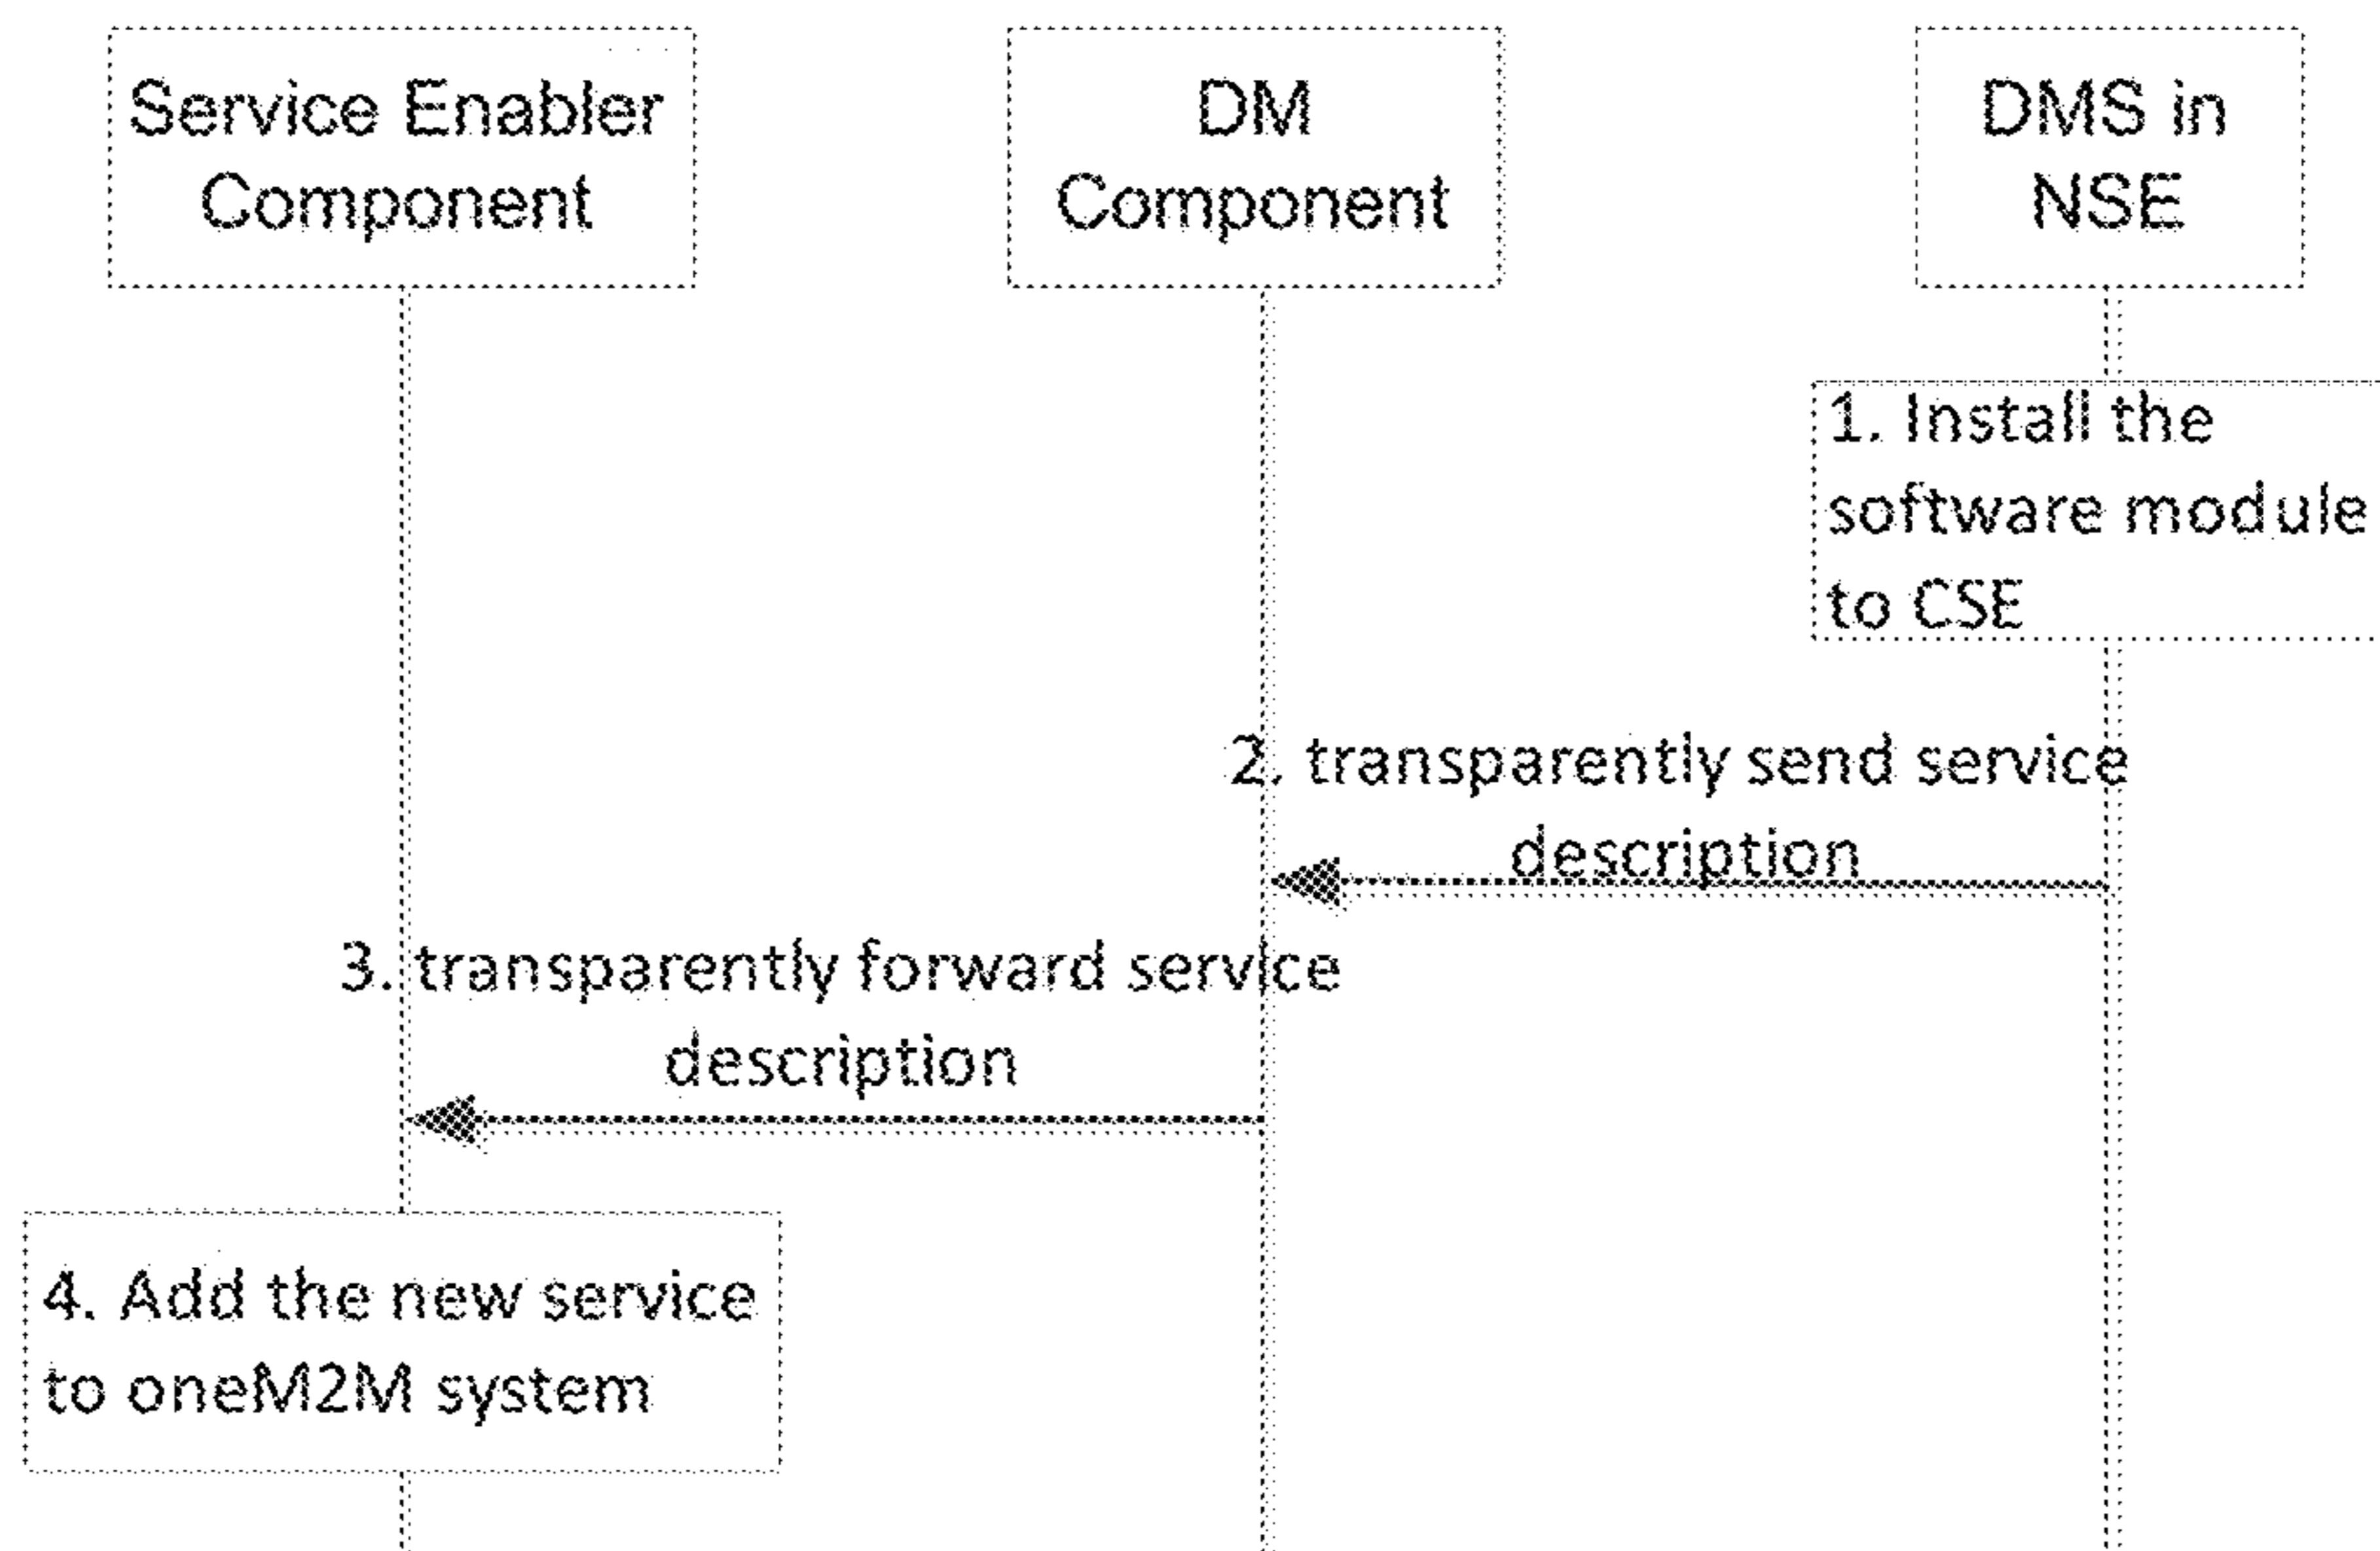 Service Enabler
Component
DM
Component
DMS in
NSE
1. Install the
software module
to CSE
2. transparently send service
description
3. transparently forward service
description
4. Add the new service
to oneM2M system